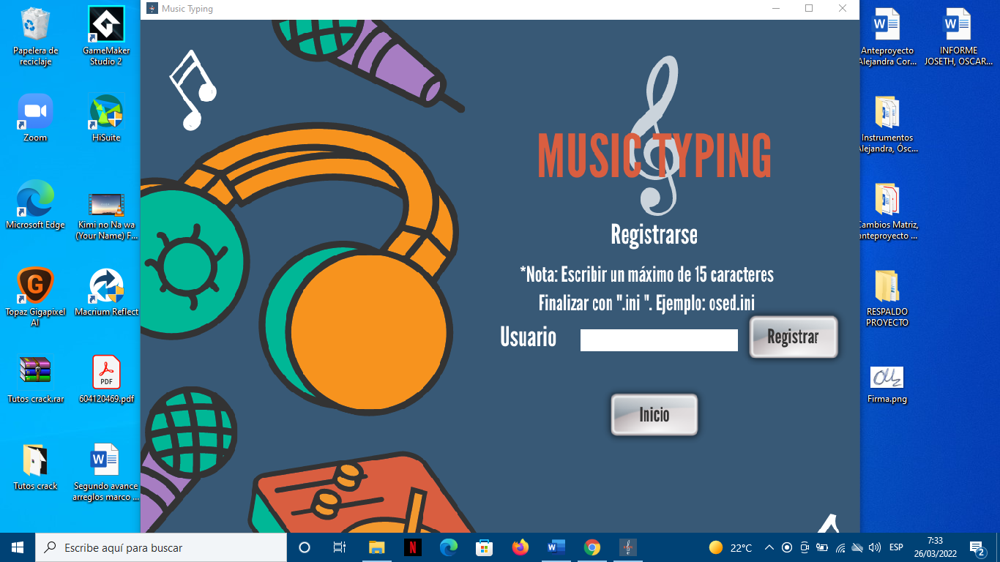 Music Typing
Papelera de
reciclaje
GameMaker
Studio 2
Zoom
HiSuite
Microsoft Edge
Kimi no Na wa
(Your Name) F...
Topaz Gigapixel
AI
Macrium Reflect
Tutos crack.rar
PDF
604120469.pdf
Tutos crack
Segundo avance
arreglos marco ...
MUSIC TYPING
Registrarse
*Nota: Escribir un máximo de 15 caracteres
Finalizar con ".ini ". Ejemplo: osed.ini
Usuario
Registrar
Inicio
Anteproyecto
Alejandra Cor...
INFORME
JOSETH, OSCAR...
Instrumentos
Alejandra, Ósc...
Cambios Matriz,
anteproyecto ...
RESPALDO
PROYECTO
Firma.png
Escribe aquí para buscar
22°C
ESP
7:33
26/03/2022
2